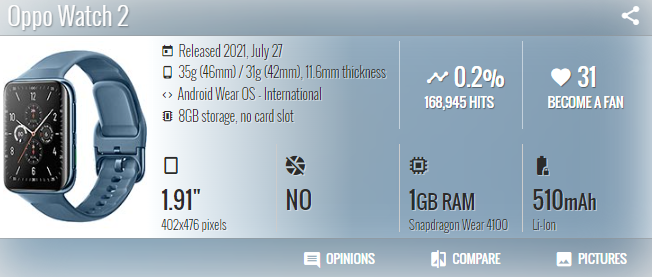 Oppo Watch 2
Released 2021, July 27
35g (46mm) / 31g (42mm), 11.6mm thickness
Android Wear OS - International
8GB storage, no card slot
0.2%
168,945 HITS
31
BECOME A FAN
1.91"
402x476 pixels
NO
1GB RAM
Snapdragon Wear 4100
510mAh
Li-Ion
OPINIONS
COMPARE
PICTURES